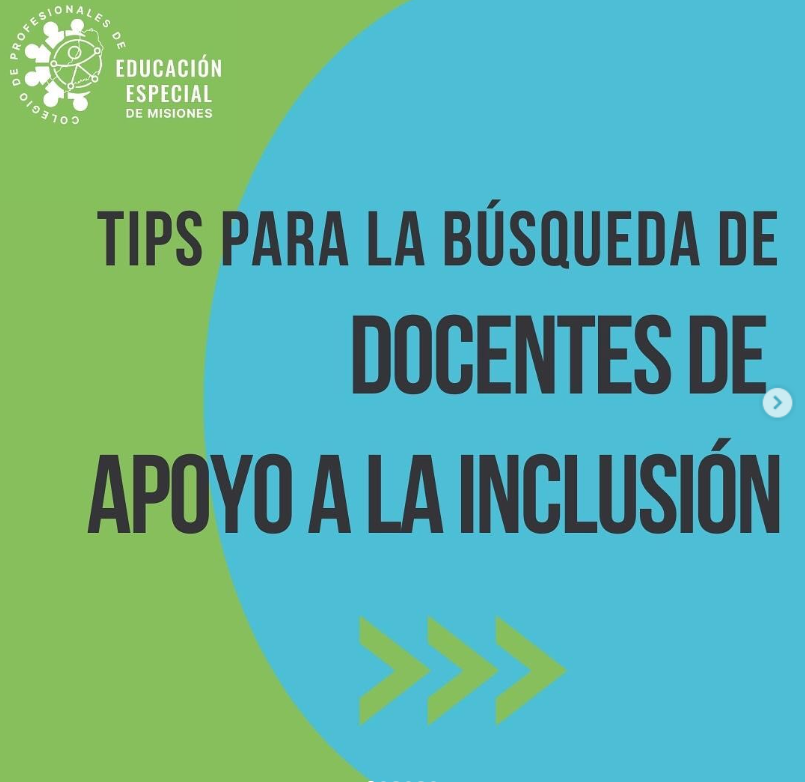 COLEGIO DE PROFESIONALES DE
EDUCACIÓN
ESPECIAL
DE MISIONES
TIPS PARA LA BÚSQUEDA DE
DOCENTES DE
APOYO A LA INCLUSIÓN